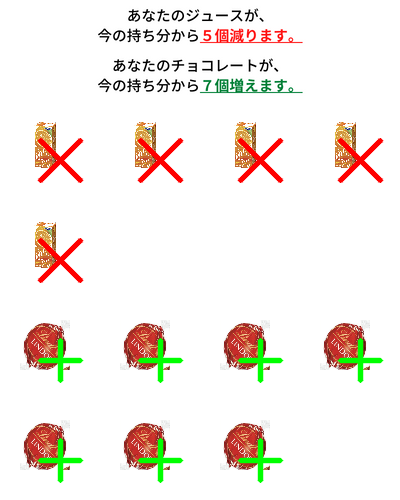 あなたのジュースが、
今の持ち分から５個減ります。
あなたのチョコレートが、
今の持ち分から７個増えます。